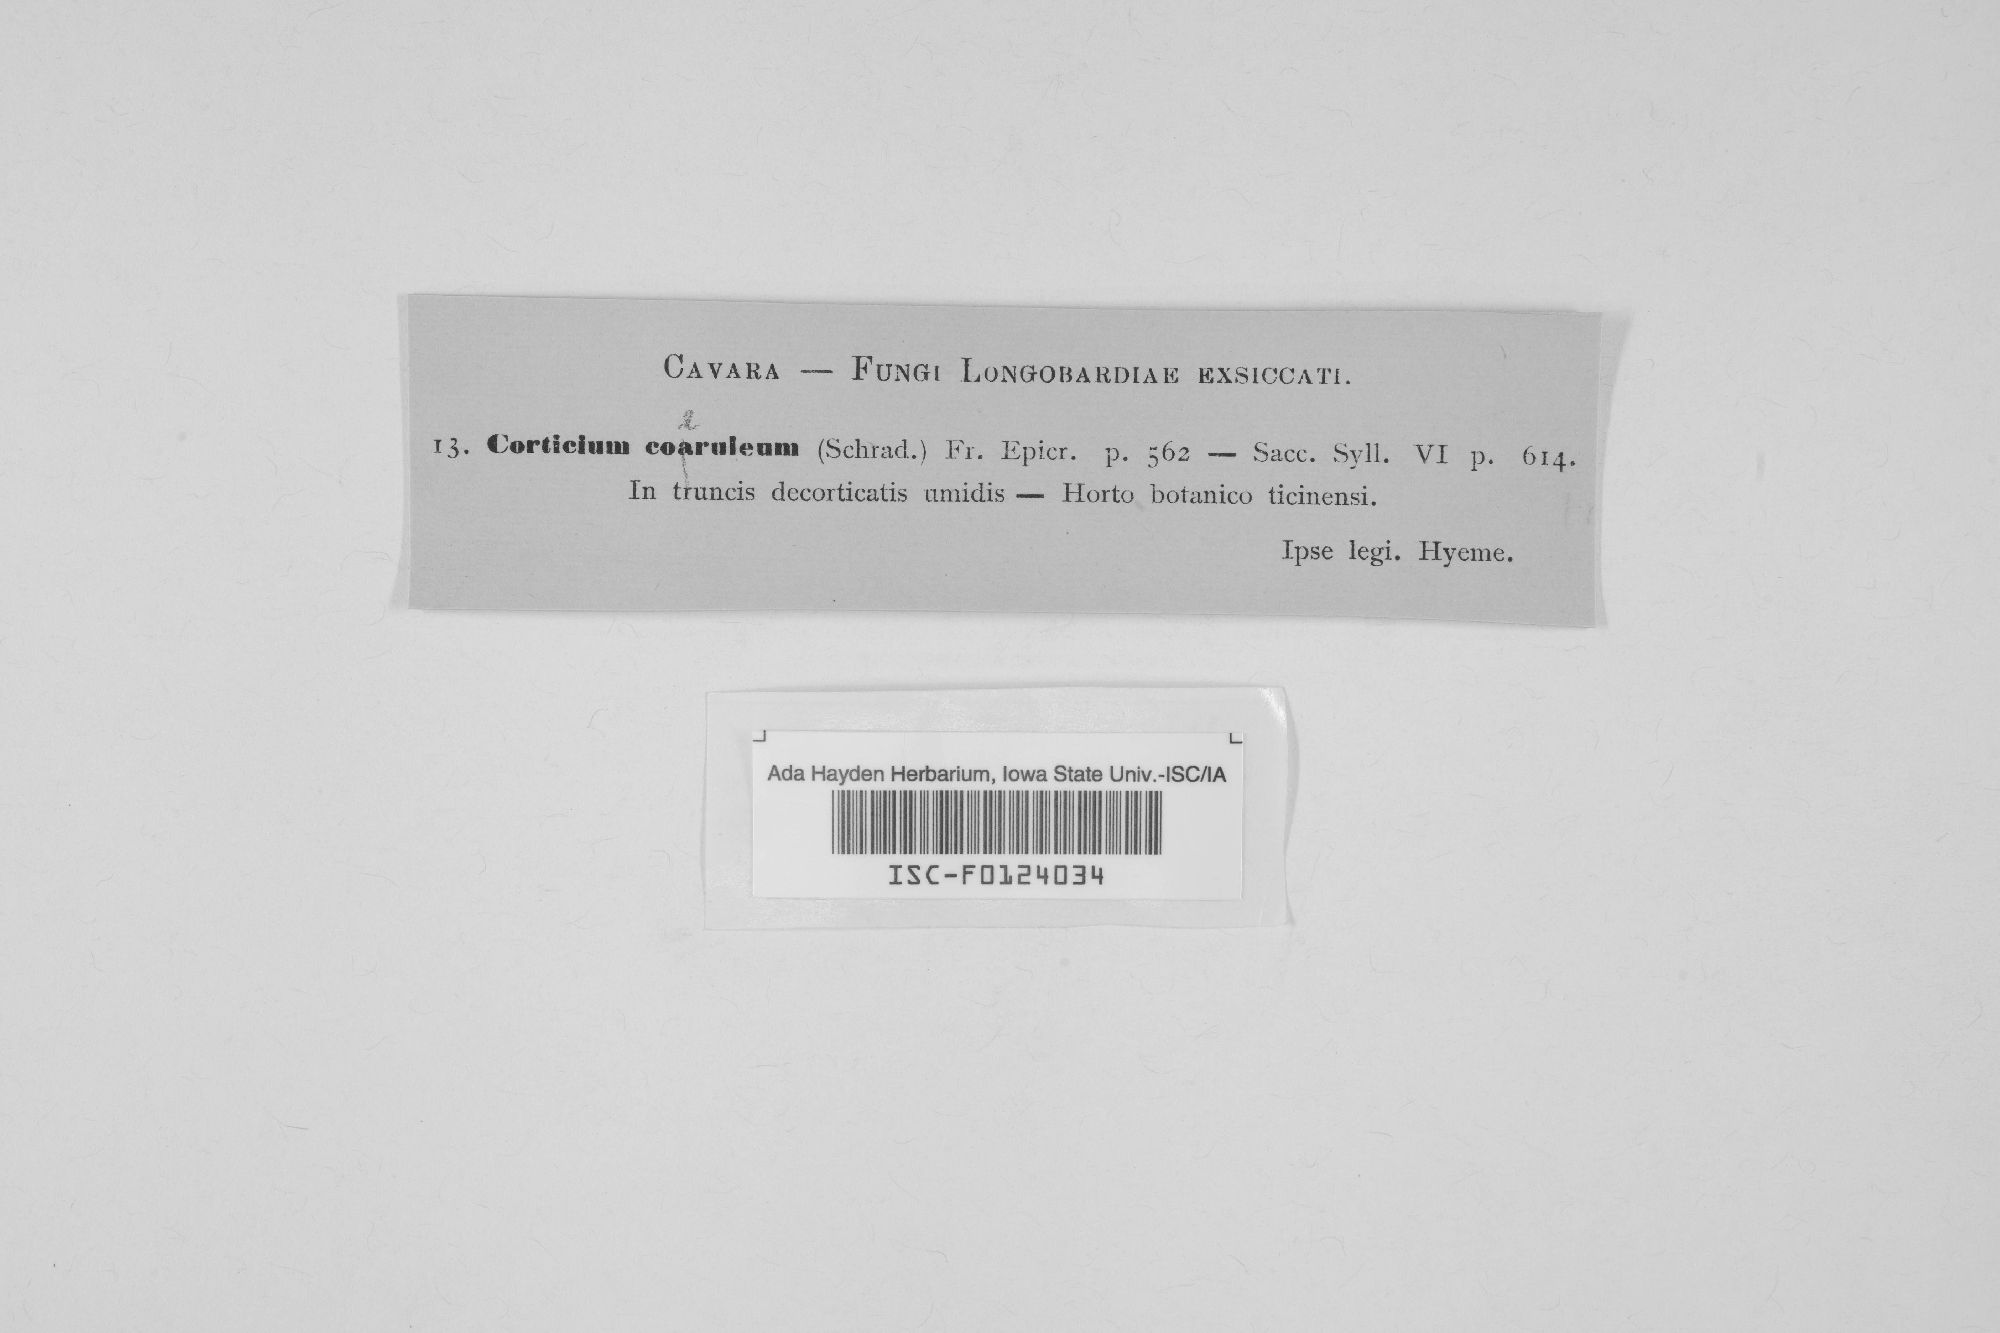 CAVARA — FUNGI LONGOBARDIAE EXSICCATI.
13. Corticium coaruleum (Schrad.) Fr. Epicr. p. 562 — Sacc. Syll. VI p. 614.
In truncis decorticatis umidis — Horto botanico ticinensi.
Ipse legi. Hyeme.
Ada Hayden Herbarium, Iowa State Univ.-ISC/IA
ISC-F0124034